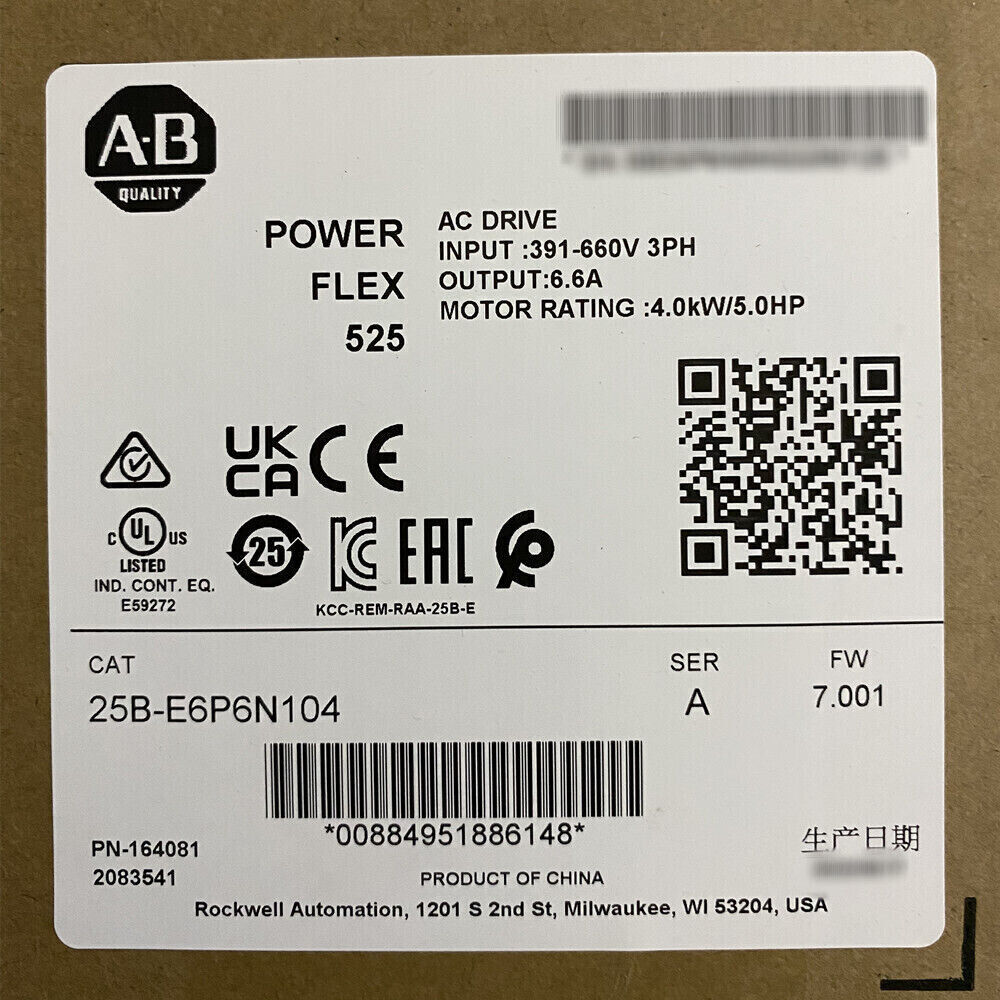 A-B
QUALITY
POWER
FLEX
525
AC DRIVE
INPUT :391-660V 3PH
OUTPUT:6.6A
MOTOR RATING :4.0kW/5.0HP
UK
CA
CE
C UL US
LISTED
IND. CONT. EQ.
E59272
25
KC
EAC
KCC-REM-RAA-25B-E
CAT
25B-E6P6N104
SER
A
FW
7.001
*00884951886148*
PN-164081
2083541
生产日期
PRODUCT OF CHINA
Rockwell Automation, 1201 S 2nd St, Milwaukee, WI 53204, USA